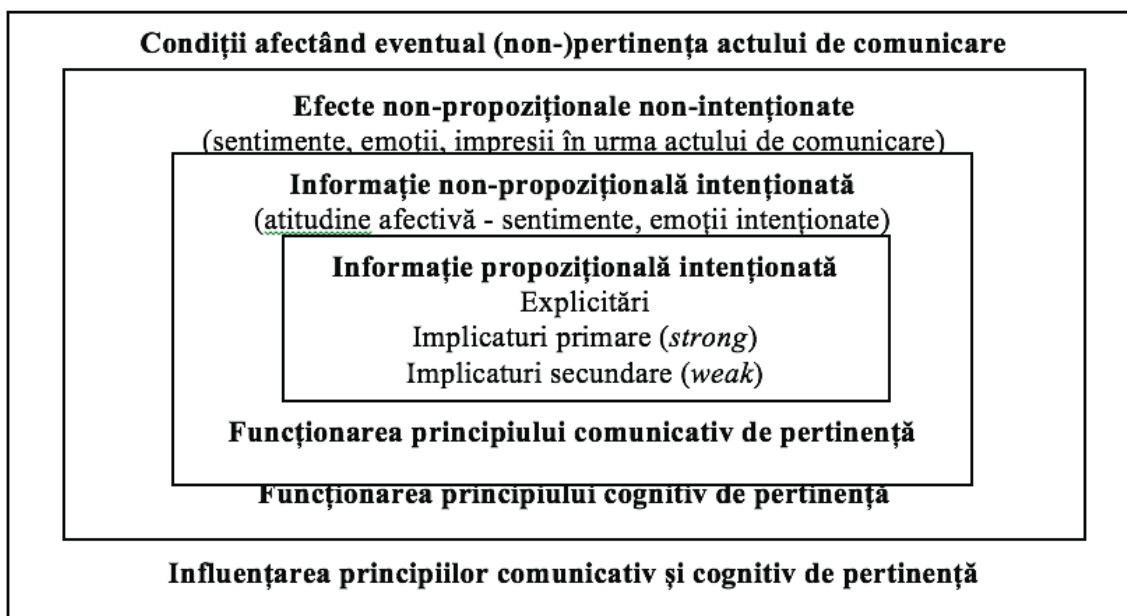 Condiții afectând eventual (non-)pertinența actului de comunicare
Efecte non-propoziționale non-intenționate
(sentimente, emoții, impresii în urma actului de comunicare)
Informație non-propozițională intenționată
(atitudine afectivă - sentimente, emoții intenționate)
Informație propozițională intenționată
Explicitări
Implicaturi primare (strong)
Implicaturi secundare (weak)
Funcționarea principiului comunicativ de pertinență
Funcționarea principiului cognitiv de pertinență
Influențarea principiilor comunicativ și cognitiv de pertinență